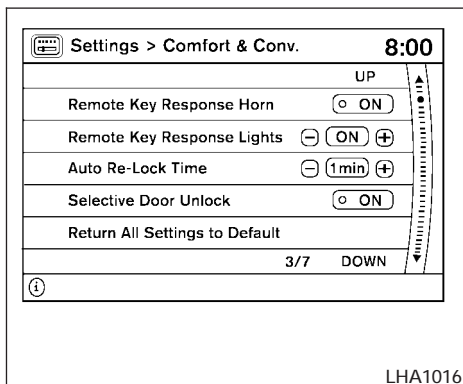 Settings > Comfort & Conv. 8:00
UP
Remote Key Response Horn ON
Remote Key Response Lights - ON +
Auto Re-Lock Time - 1min +
Selective Door Unlock ON
Return All Settings to Default
3/7 DOWN
i
LHA1016